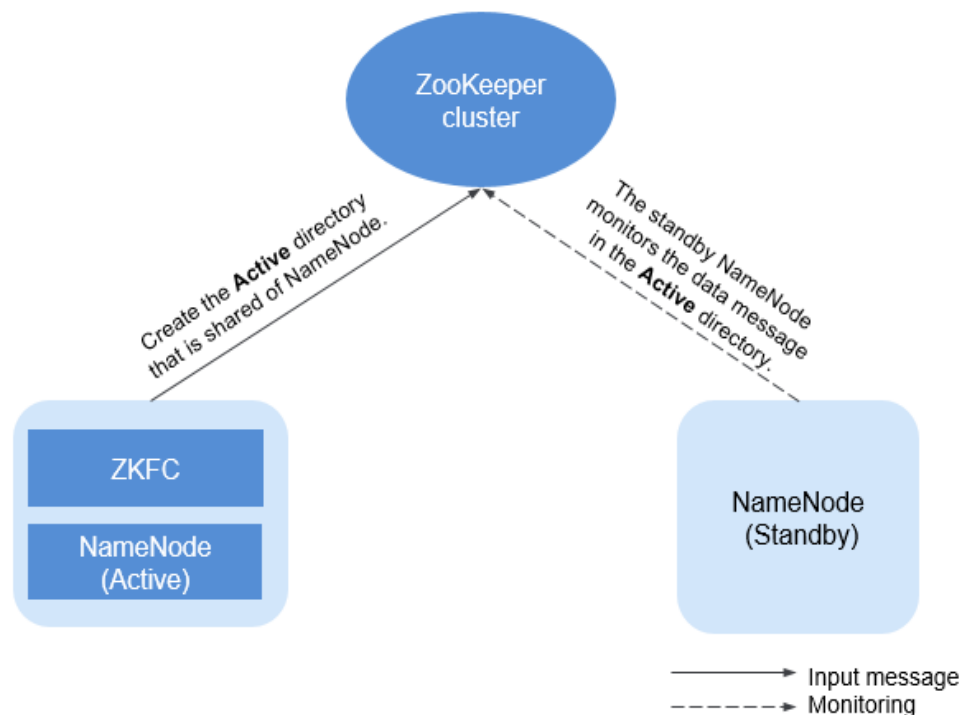 ZooKeeper
cluster
Create the Active directory
that is shared of NameNode.
The standby NameNode
monitors the data message
in the Active directory.
ZKFC
NameNode
(Active)
NameNode
(Standby)
Input message
Monitoring